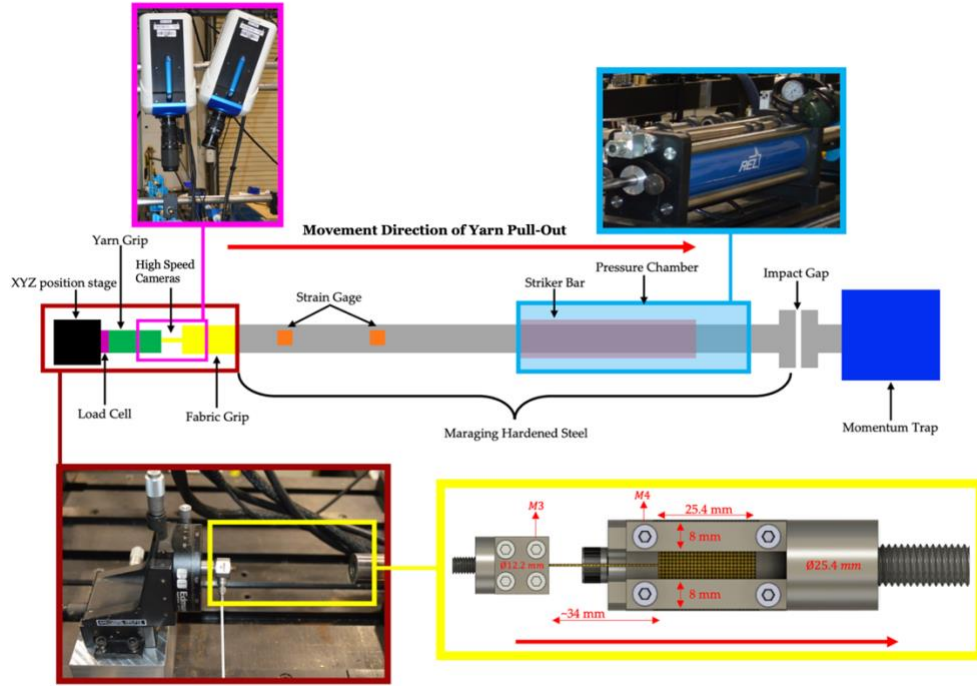 Movement Direction of Yarn Pull-Out
Yarn Grip
High Speed
Cameras
XYZ position stage
Strain Gage
Striker Bar
Pressure Chamber
Impact Gap
REL
Load Cell
Fabric Grip
Maraging Hardened Steel
Momentum Trap
M3
M4
25.4 mm
8 mm
Ø12.2 mm
Ø25.4 mm
8 mm
~34 mm